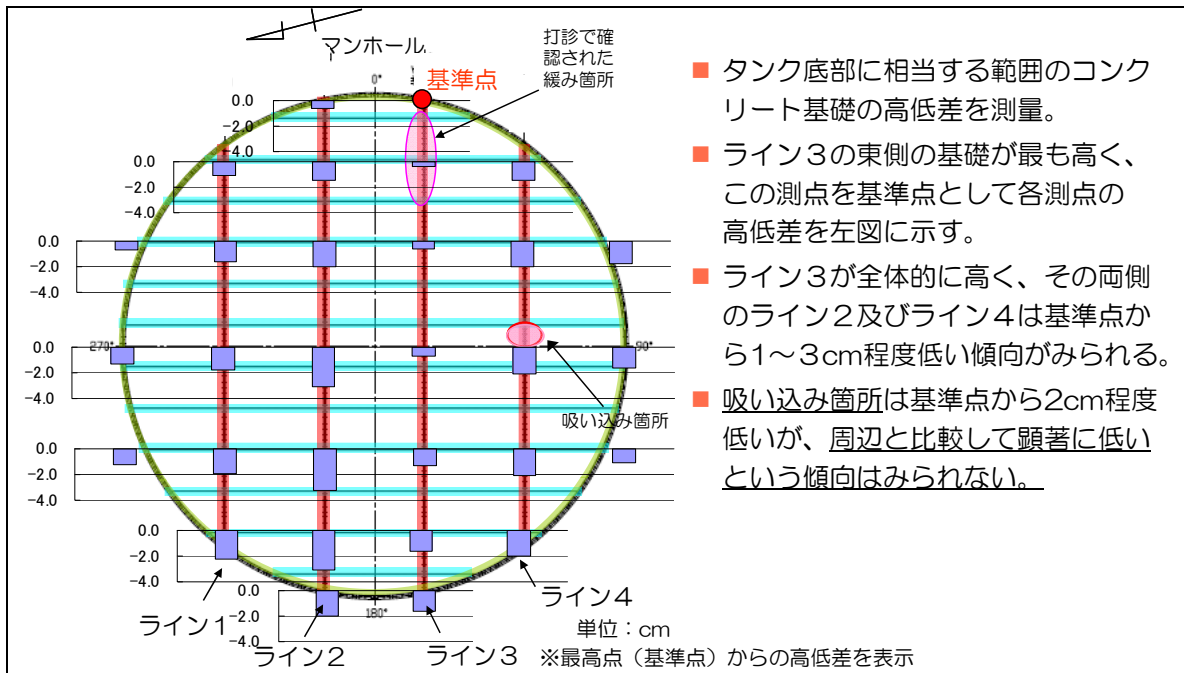 マンホール
基準点
打診で確
認された
緩み箇所
0°
0.0
-2.0
-4.0
0.0
-2.0
-4.0
0.0
-2.0
-4.0
270°
90°
0.0
-2.0
-4.0
吸い込み箇所
0.0
-2.0
-4.0
0.0
-2.0
-4.0
0.0
-2.0
-4.0
180°
ライン1
ライン2
ライン3
ライン4
単位：cm
※最高点（基準点）からの高低差を表示
■ タンク底部に相当する範囲のコンク
リート基礎の高低差を測量。
■ ライン３の東側の基礎が最も高く、
この測点を基準点として各測点の
高低差を左図に示す。
■ ライン３が全体的に高く、その両側
のライン２及びライン４は基準点か
ら1～３cm程度低い傾向がみられる。
■ 吸い込み箇所は基準点から2cm程度
低いが、周辺と比較して顕著に低い
という傾向はみられない。